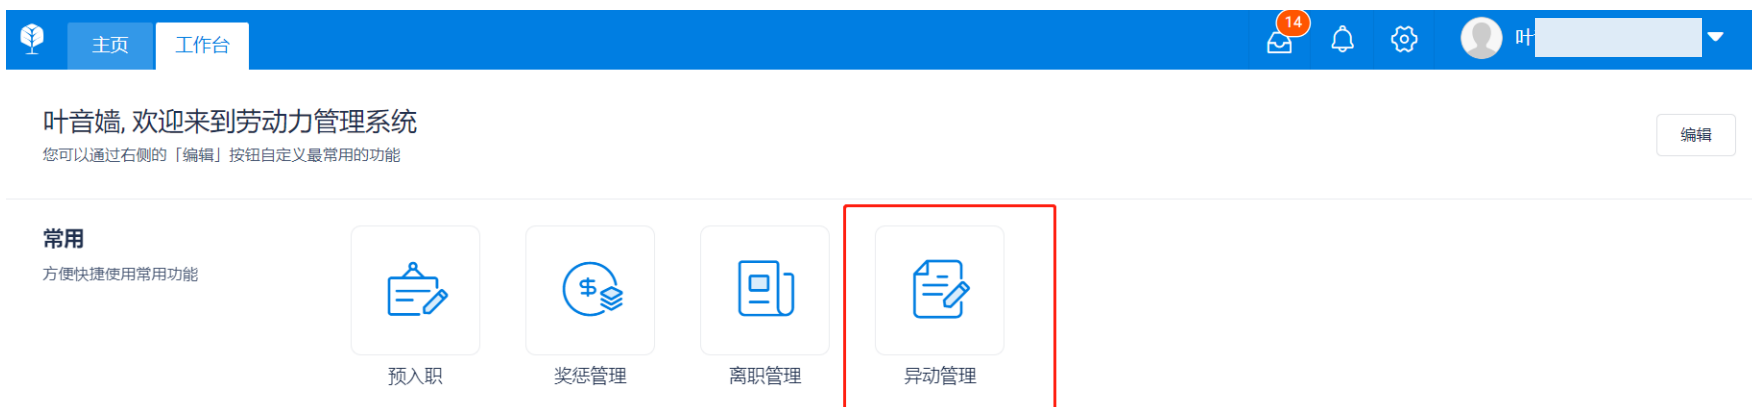 主页 工作台 14 叶
叶音嬙, 欢迎来到劳动力管理系统 编辑
您可以通过右侧的「编辑」按钮自定义最常用的功能
常用
方便快捷使用常用功能
预入职 奖惩管理 离职管理 异动管理